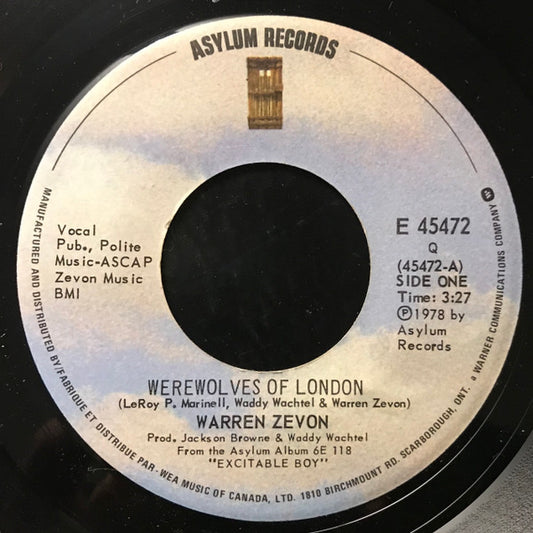 ASYLUM RECORDS
Vocal
Pub., Polite
Music-ASCAP
Zevon Music
BMI
E 45472
Q
(45472-A)
SIDE ONE
Time: 3:27
Ⓟ1978 by
Asylum
Records
WEREWOLVES OF LONDON
(LeRoy P. Marinell, Waddy Wachtel & Warren Zevon)
WARREN ZEVON
Prod. Jackson Browne & Waddy Wachtel
From the Asylum Album 6E 118
"EXCITABLE BOY"
MANUFACTURED AND DISTRIBUTED BY/FABRIQUE ET DISTRIBUE PAR-WEA MUSIC OF CANADA, LTD. 1810 BIRCHMOUNT RD. SCARBOROUGH, ONT. a WARNER COMMUNICATIONS COMPANY